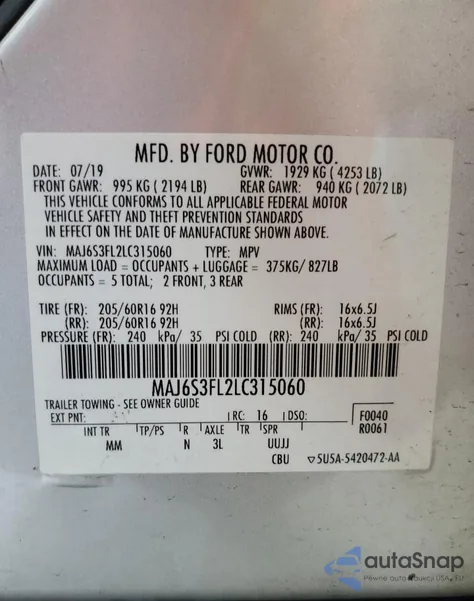 MFD. BY FORD MOTOR CO.
DATE: 07/19 GVWR: 1929 KG ( 4253 LB)
FRONT GAWR: 995 KG ( 2194 LB) REAR GAWR: 940 KG ( 2072 LB)
THIS VEHICLE CONFORMS TO ALL APPLICABLE FEDERAL MOTOR
VEHICLE SAFETY AND THEFT PREVENTION STANDARDS
IN EFFECT ON THE DATE OF MANUFACTURE SHOWN ABOVE.
VIN: MAJ6S3FL2LC315060 TYPE: MPV
MAXIMUM LOAD = OCCUPANTS + LUGGAGE = 375KG/ 827LB
OCCUPANTS = 5 TOTAL; 2 FRONT, 3 REAR
TIRE (FR): 205/60R16 92H RIMS (FR): 16x6.5J
(RR): 205/60R16 92H (RR): 16x6.5J
PRESSURE (FR): 240 kPa/ 35 PSI COLD (RR): 240 kPa/ 35 PSI COLD
MAJ6S3FL2LC315060
TRAILER TOWING - SEE OWNER GUIDE
EXT PNT: RC: 16 DSO: F0040
R0061
INT TR TP/PS R AXLE TR SPR
MM N 3L UUJJ
CBU 5U5A-5420472-AA
autaSnap
Pewne auta z USA, EU